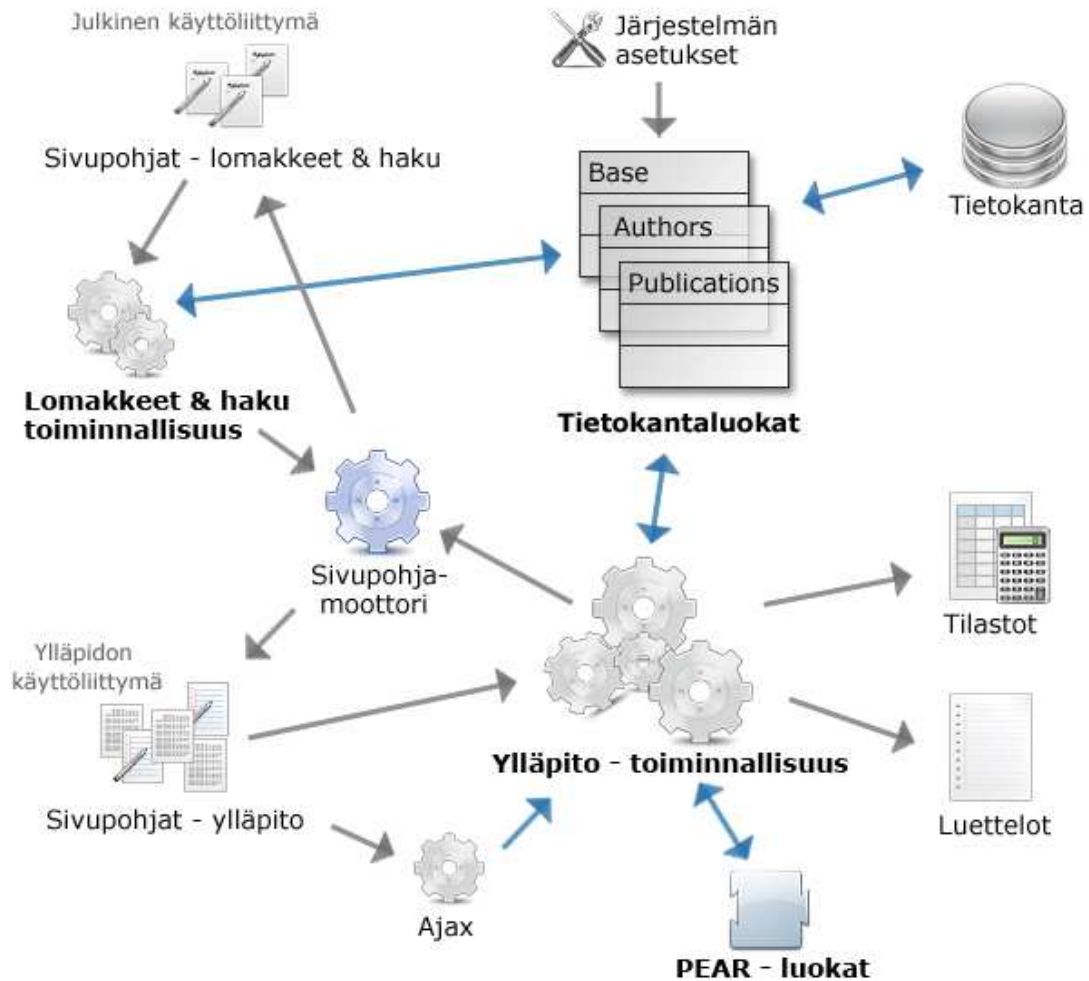 Julkinen käyttöliittymä
Sivupohjat - lomakkeet & haku
Järjestelmän
asetukset
Base
Authors
Publications
Tietokantaluokat
Tietokanta
Lomakkeet & haku
toiminnallisuus
Sivupohja-
moottori
Ylläpidon
käyttöliittymä
Sivupohjat - ylläpito
Ajax
Ylläpito - toiminnallisuus
Tilastot
Luettelot
PEAR - luokat